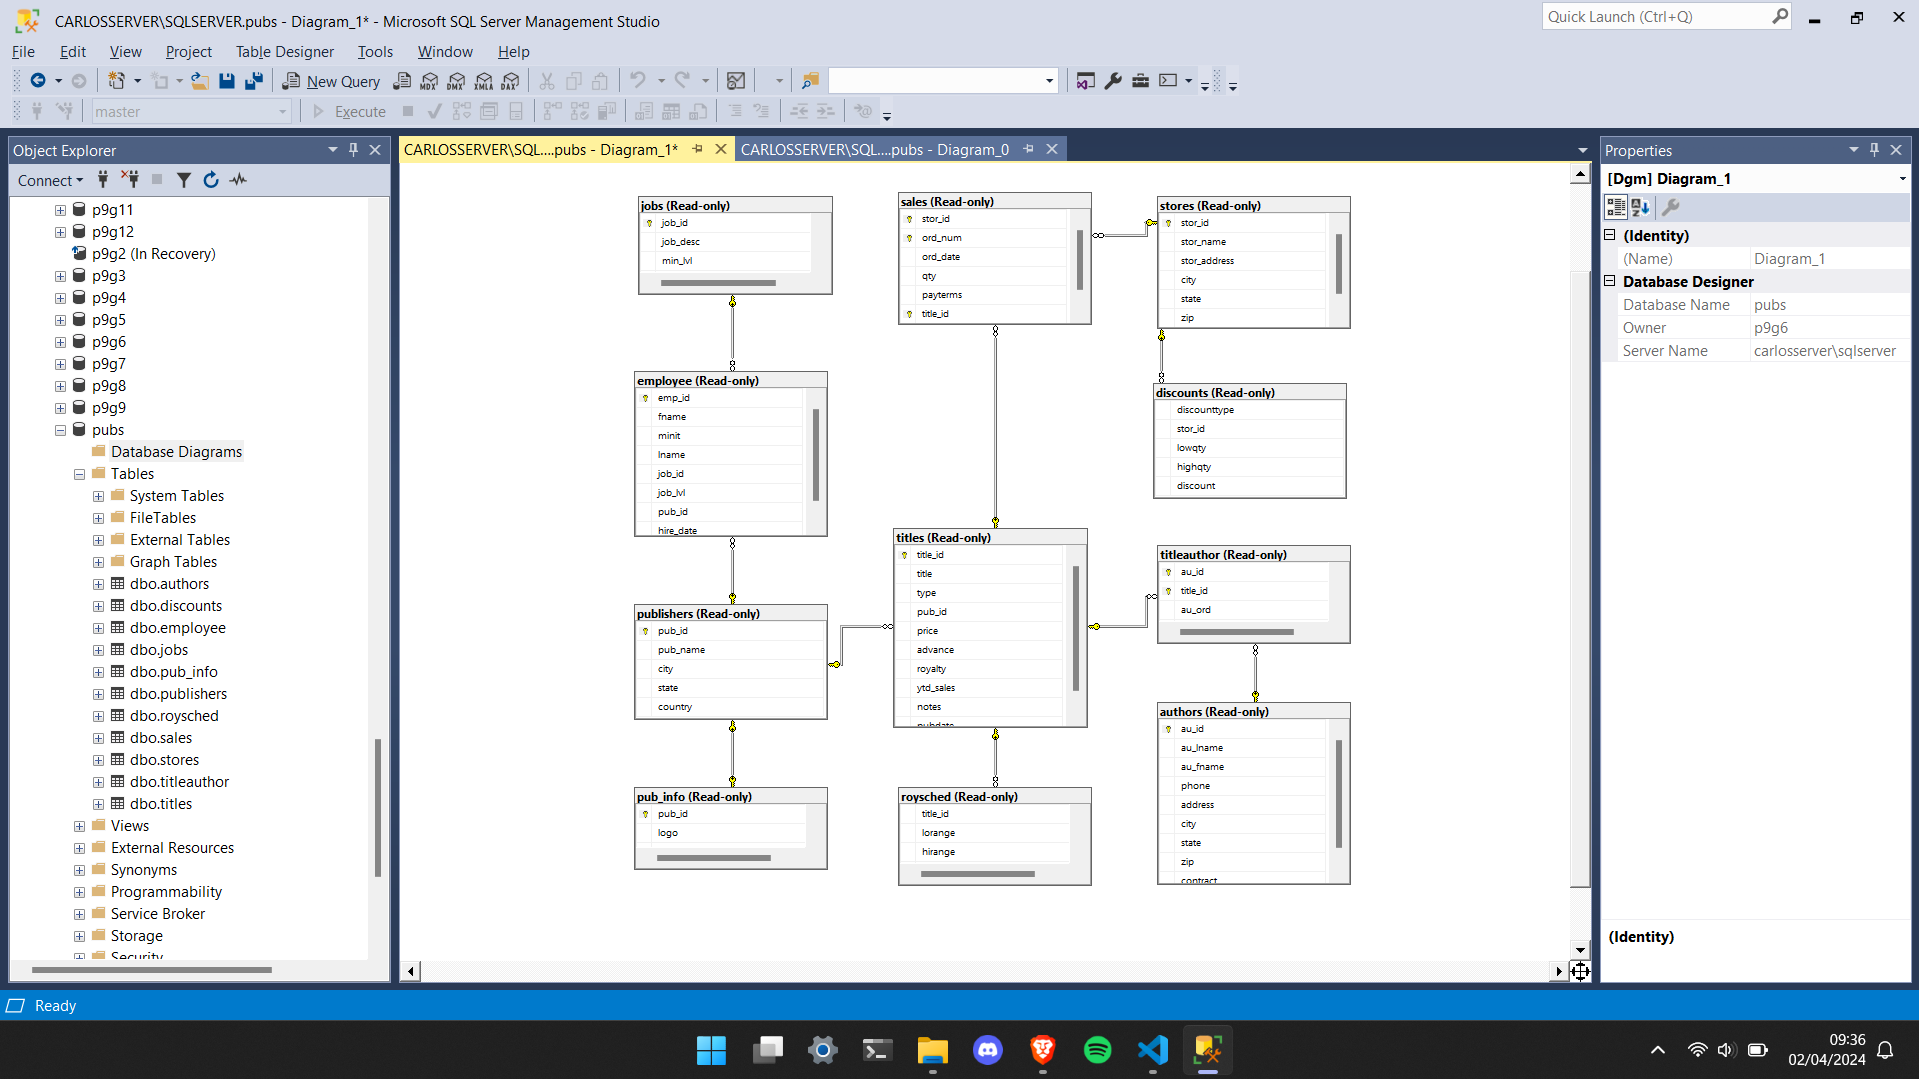 CARLOSSERVER\SQLSERVER.pubs - Diagram_1* - Microsoft SQL Server Management Studio
Quick Launch (Ctrl+Q)
File Edit View Project Table Designer Tools Window Help
New Query
MDX DMX XMLA DAX
master
Execute
Object Explorer
Connect
p9g11
p9g12
p9g2 (In Recovery)
p9g3
p9g4
p9g5
p9g6
p9g7
p9g8
p9g9
pubs
Database Diagrams
Tables
System Tables
FileTables
External Tables
Graph Tables
dbo.authors
dbo.discounts
dbo.employee
dbo.jobs
dbo.pub_info
dbo.publishers
dbo.roysched
dbo.sales
dbo.stores
dbo.titleauthor
dbo.titles
Views
External Resources
Synonyms
Programmability
Service Broker
Storage
Security
CARLOSSERVER\SQL....pubs - Diagram_1*
CARLOSSERVER\SQL....pubs - Diagram_0
jobs (Read-only)
job_id
job_desc
min_lvl
employee (Read-only)
emp_id
fname
minit
lname
job_id
job_lvl
pub_id
hire_date
publishers (Read-only)
pub_id
pub_name
city
state
country
pub_info (Read-only)
pub_id
logo
sales (Read-only)
stor_id
ord_num
ord_date
qty
payterms
title_id
titles (Read-only)
title_id
title
type
pub_id
price
advance
royalty
ytd_sales
notes
pubdate
roysched (Read-only)
title_id
lorange
hirange
stores (Read-only)
stor_id
stor_name
stor_address
city
state
zip
discounts (Read-only)
discounttype
stor_id
lowqty
highqty
discount
titleauthor (Read-only)
au_id
title_id
au_ord
authors (Read-only)
au_id
au_lname
au_fname
phone
address
city
state
zip
contract
Properties
[Dgm] Diagram_1
(Identity)
(Name) Diagram_1
Database Designer
Database Name pubs
Owner p9g6
Server Name carlosserver\sqlserver
(Identity)
Ready
09:36
02/04/2024